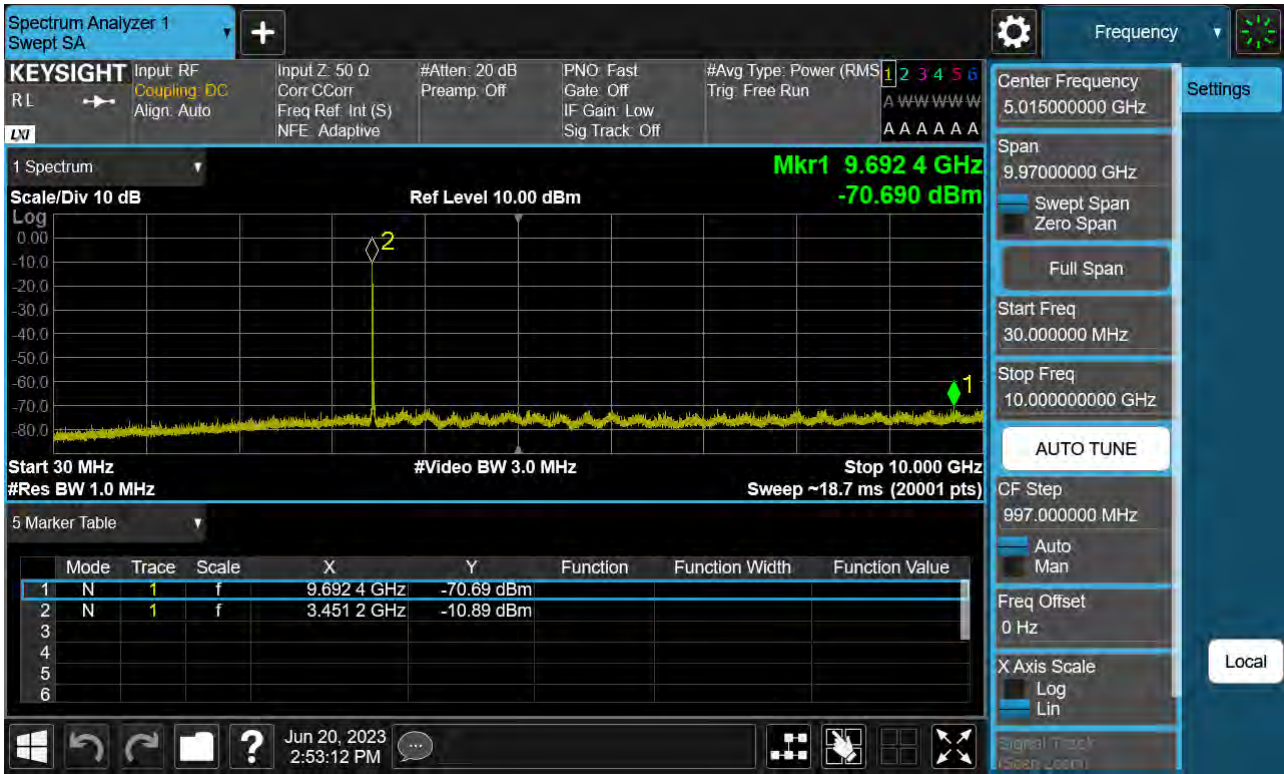 Spectrum Analyzer 1
Swept SA
+
Frequency
KEYSIGHT
RL
LXI
Input: RF
Coupling: DC
Align: Auto
Input Z: 50 Ω
Corr CCorr
Freq Ref: Int (S)
NFE: Adaptive
#Atten: 20 dB
Preamp: Off
PNO: Fast
Gate: Off
IF Gain: Low
Sig Track: Off
#Avg Type: Power (RMS
Trig: Free Run
1 2 3 4 5 6
A W W W W W
A A A A A A
1 Spectrum
Mkr1 9.692 4 GHz
-70.690 dBm
Scale/Div 10 dB
Ref Level 10.00 dBm
Log
0.00
-10.0
-20.0
-30.0
-40.0
-50.0
-60.0
-70.0
-80.0
2
1
Start 30 MHz
#Video BW 3.0 MHz
Stop 10.000 GHz
#Res BW 1.0 MHz
Sweep ~18.7 ms (20001 pts)
5 Marker Table
Mode Trace Scale X Y Function Function Width Function Value
1 N 1 f 9.692 4 GHz -70.69 dBm
2 N 1 f 3.451 2 GHz -10.89 dBm
3
4
5
6
?
Jun 20, 2023
2:53:12 PM
Center Frequency
5.015000000 GHz
Settings
Span
9.97000000 GHz
Swept Span
Zero Span
Full Span
Start Freq
30.000000 MHz
Stop Freq
10.000000000 GHz
AUTO TUNE
CF Step
997.000000 MHz
Auto
Man
Freq Offset
0 Hz
X Axis Scale
Log
Lin
Local
Signal Track
(Span Zoom)